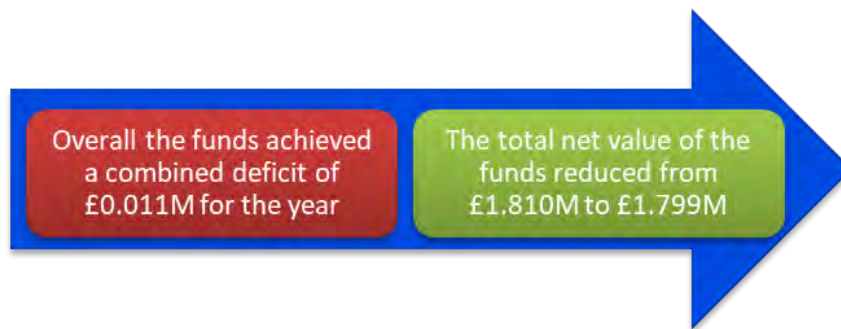 Overall the funds achieved
a combined deficit of
£0.011M for the year
The total net value of the
funds reduced from
£1.810M to £1.799M